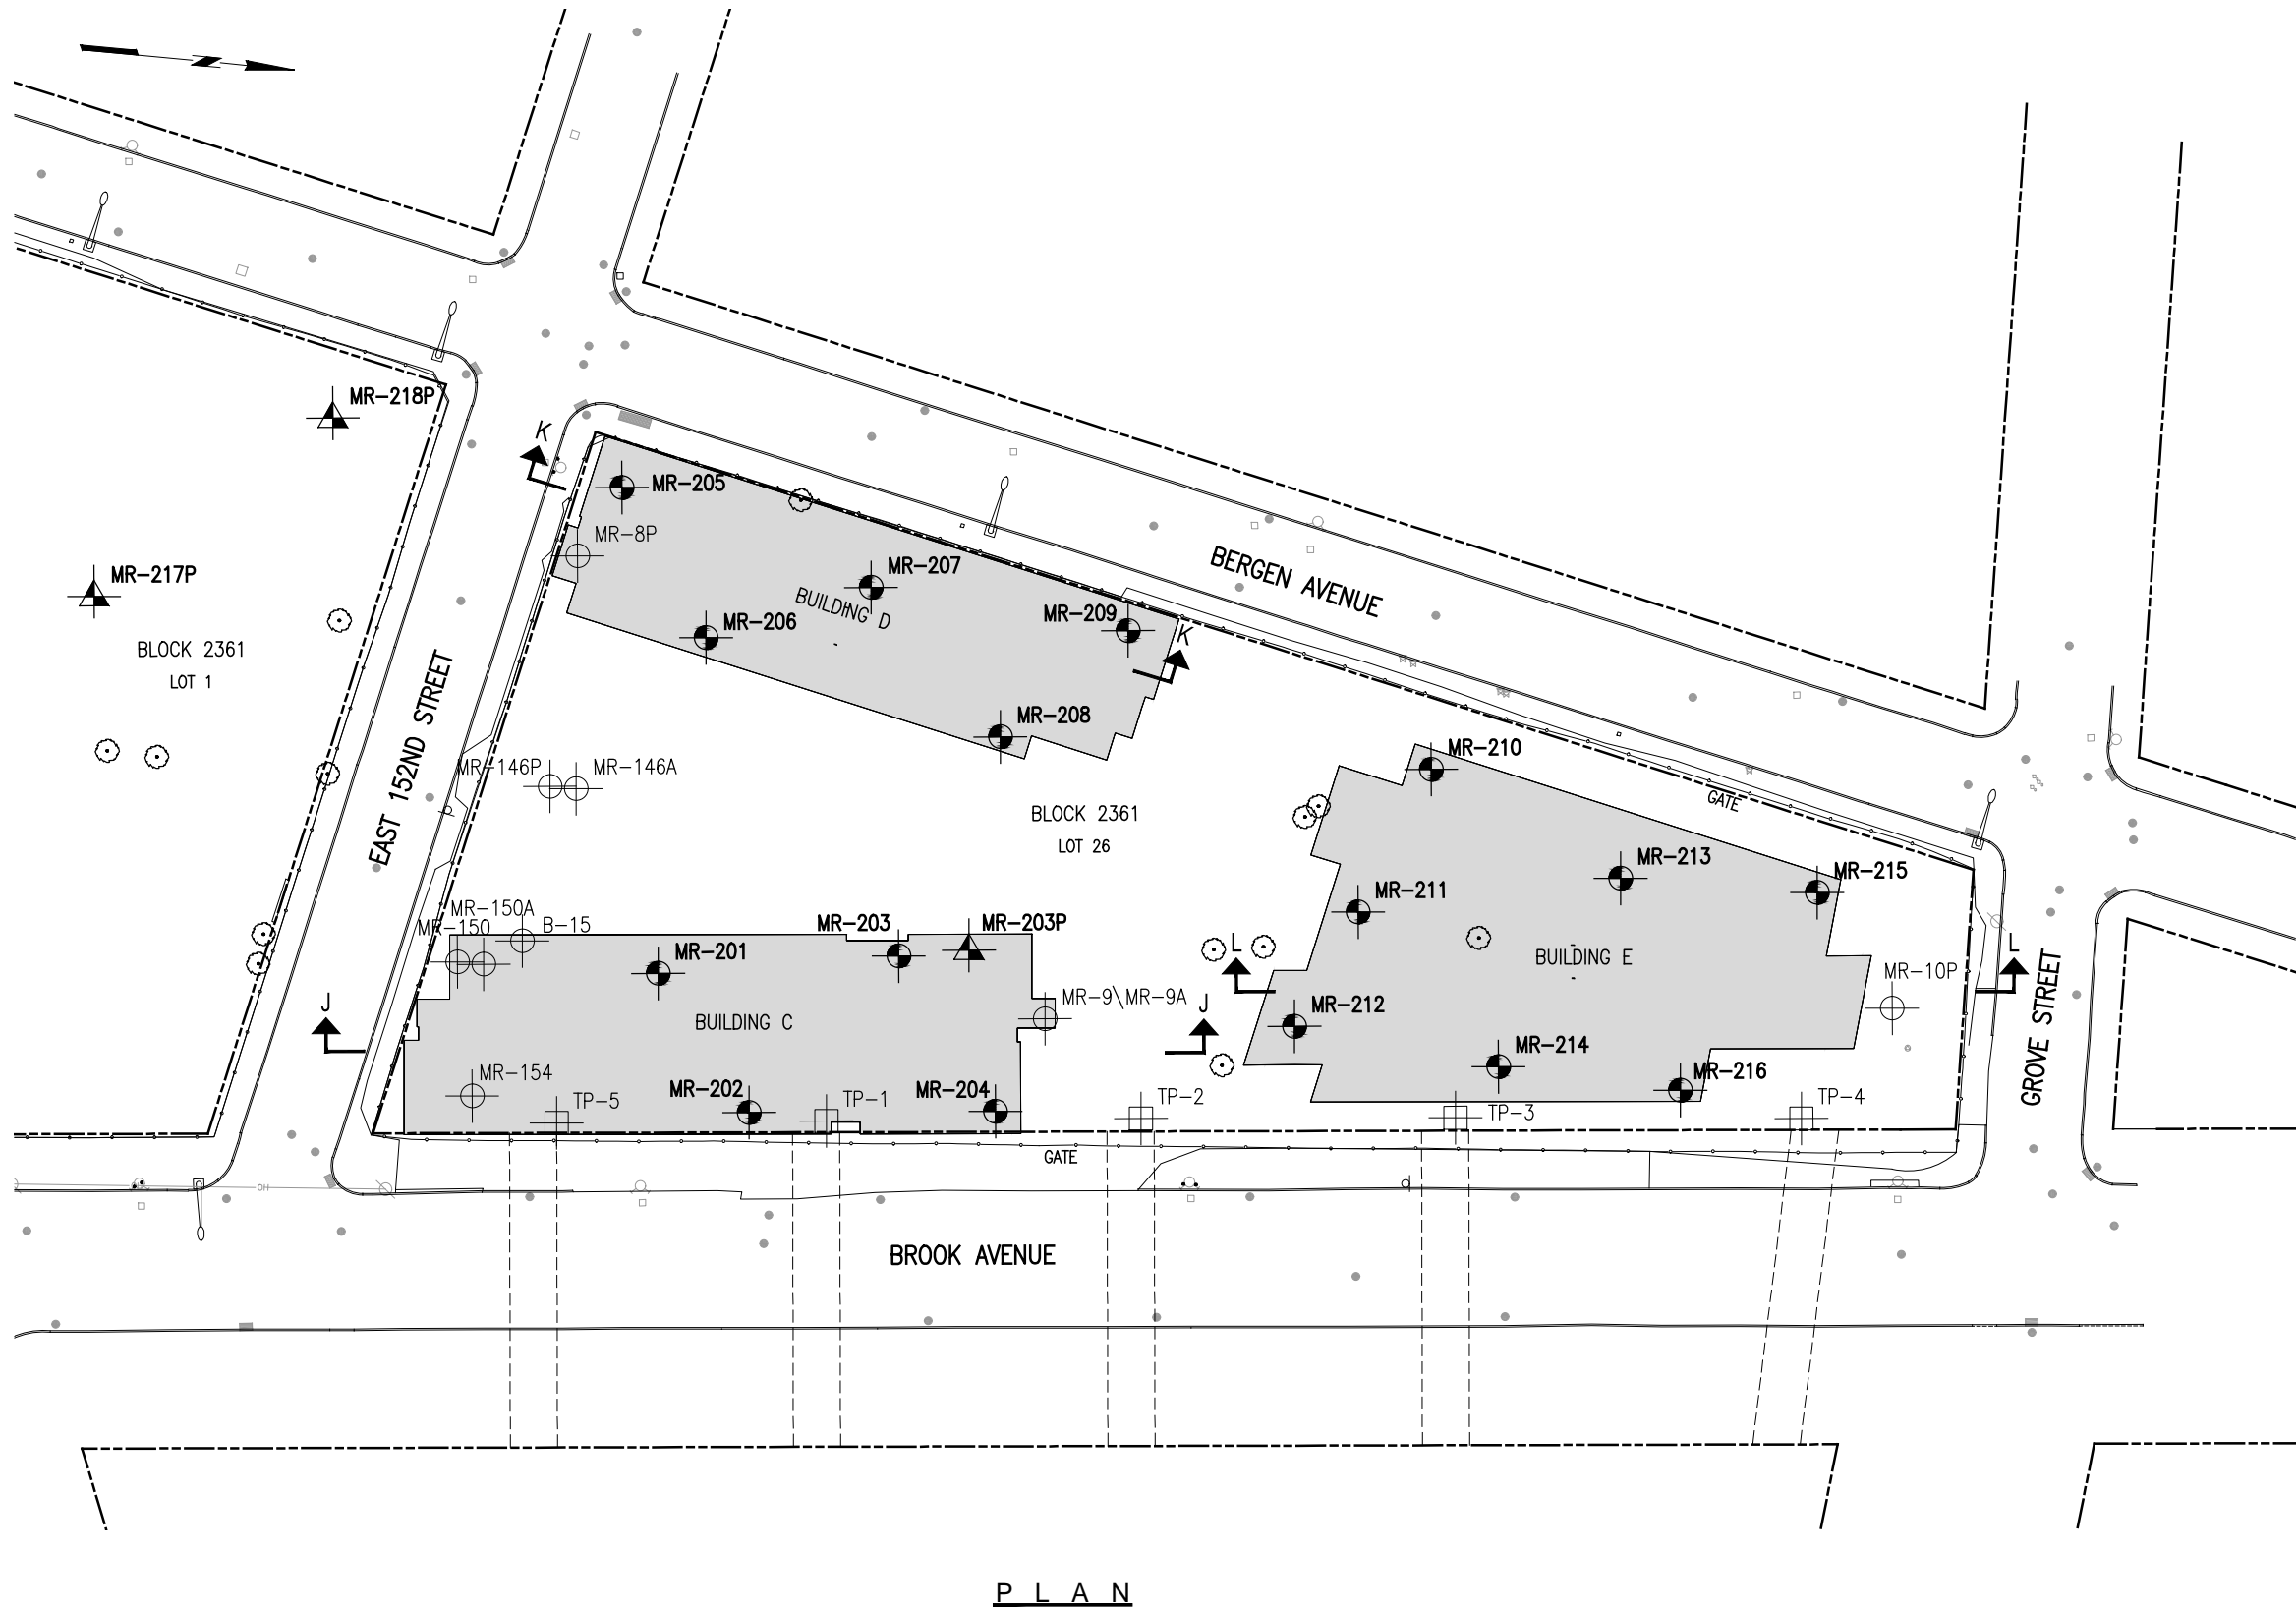 N
MR-218P
K
MR-205
MR-8P
MR-207
BERGEN AVENUE
MR-217P
BUILDING D
MR-209
MR-206
K
BLOCK 2361
LOT 1
EAST 152ND STREET
MR-208
MR-210
MR-146P
MR-146A
GATE
BLOCK 2361
LOT 26
MR-213
MR-215
MR-211
MR-150A
MR-150
B-15
MR-203
MR-203P
MR-201
L
L
BUILDING E
MR-10P
J
MR-9\MR-9A
J
MR-212
BUILDING C
GROVE STREET
MR-214
MR-154
MR-202
MR-204
MR-216
TP-5
TP-1
TP-2
TP-3
TP-4
GATE
OH
BROOK AVENUE
PLAN